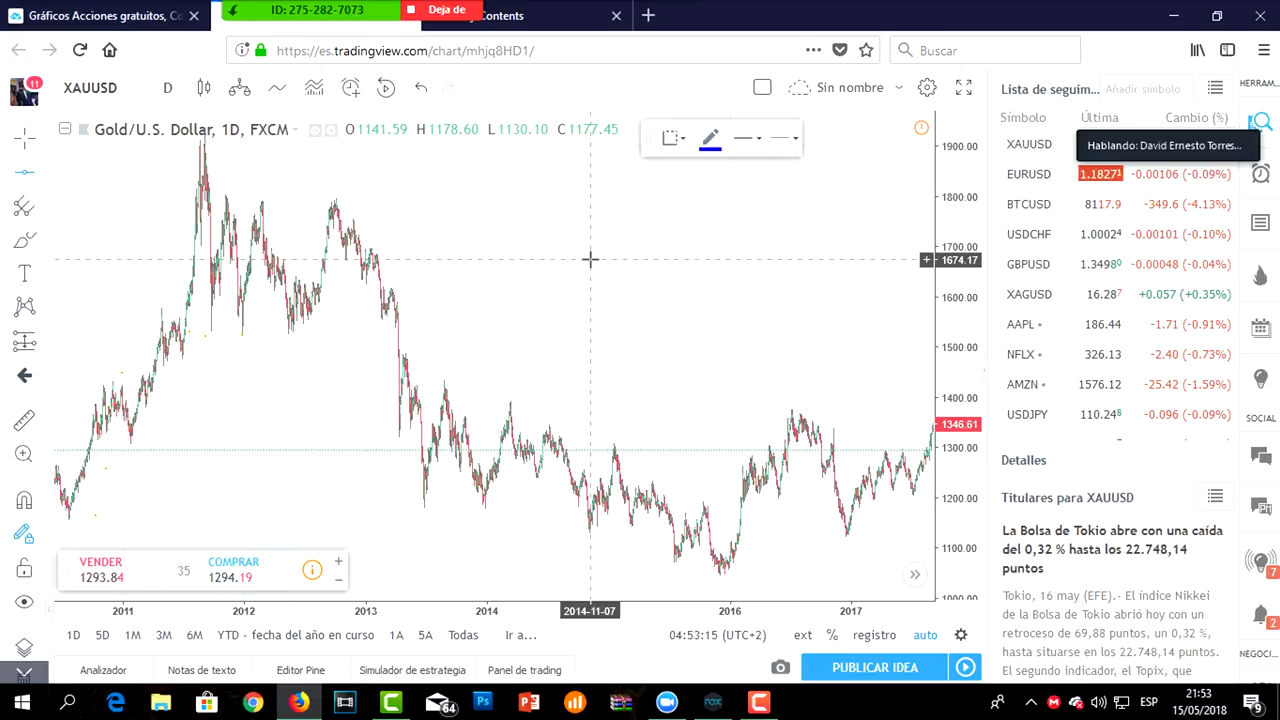 Gráficos Acciones gratuitos, Co
ID: 275-282-7073
Deja de
Contents
https://es.tradingview.com/chart/mhjq8HD1/
Buscar
11
XAUUSD
D
Sin nombre
Lista de seguim...
Añadir símbolo
HERRAM
Gold/U.S. Dollar, 1D, FXCM
O 1141.59 H 1178.60 L 1130.10 C 1177.45
Símbolo Última Cambio (%)
XAUUSD
Hablando: David Ernesto Torres...
EURUSD 1.18271 -0.00106 (-0.09%)
BTCUSD 8117.9 -349.6 (-4.13%)
USDCHF 1.00024 -0.00101 (-0.10%)
GBPUSD 1.34980 -0.00048 (-0.04%)
XAGUSD 16.287 +0.057 (+0.35%)
AAPL 186.44 -1.71 (-0.91%)
NFLX 326.13 -2.40 (-0.73%)
AMZN 1576.12 -25.42 (-1.59%)
USDJPY 110.248 -0.096 (-0.09%)
SOCIAL
1900.00
1800.00
1700.00
1674.17
1600.00
1500.00
1400.00
1346.61
1300.00
1200.00
1100.00
1000.00
Detalles
Titulares para XAUUSD
La Bolsa de Tokio abre con una caída
del 0,32 % hasta los 22.748,14
puntos
Tokio, 16 may (EFE).- El índice Nikkei
de la Bolsa de Tokio abrió hoy con un
retroceso de 69,88 puntos, un 0,32 %,
hasta situarse en los 22.748,14 puntos.
El segundo indicador, el Topix, que
7
2
NEGOCI
VENDER
1293.84
35
COMPRAR
1294.19
2011 2012 2013 2014 2014-11-07 2016 2017
1D 5D 1M 3M 6M YTD - fecha del año en curso 1A 5A Todas Ir a...
04:53:15 (UTC+2) ext % registro auto
Analizador Notas de texto Editor Pine Simulador de estrategia Panel de trading
PUBLICAR IDEA
64
ESP
21:53
15/05/2018
9